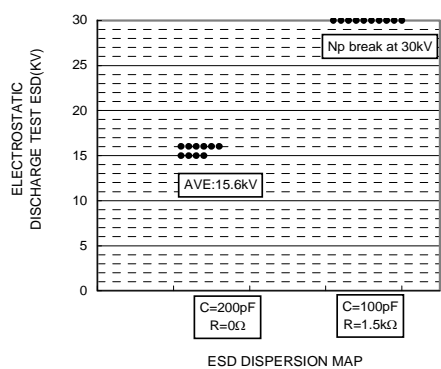 30
25
20
15
10
5
0
ELECTROSTATIC
DISCHARGE TEST ESD(KV)
Np break at 30kV
AVE:15.6kV
C=200pF
R=0Ω
C=100pF
R=1.5kΩ
ESD DISPERSION MAP